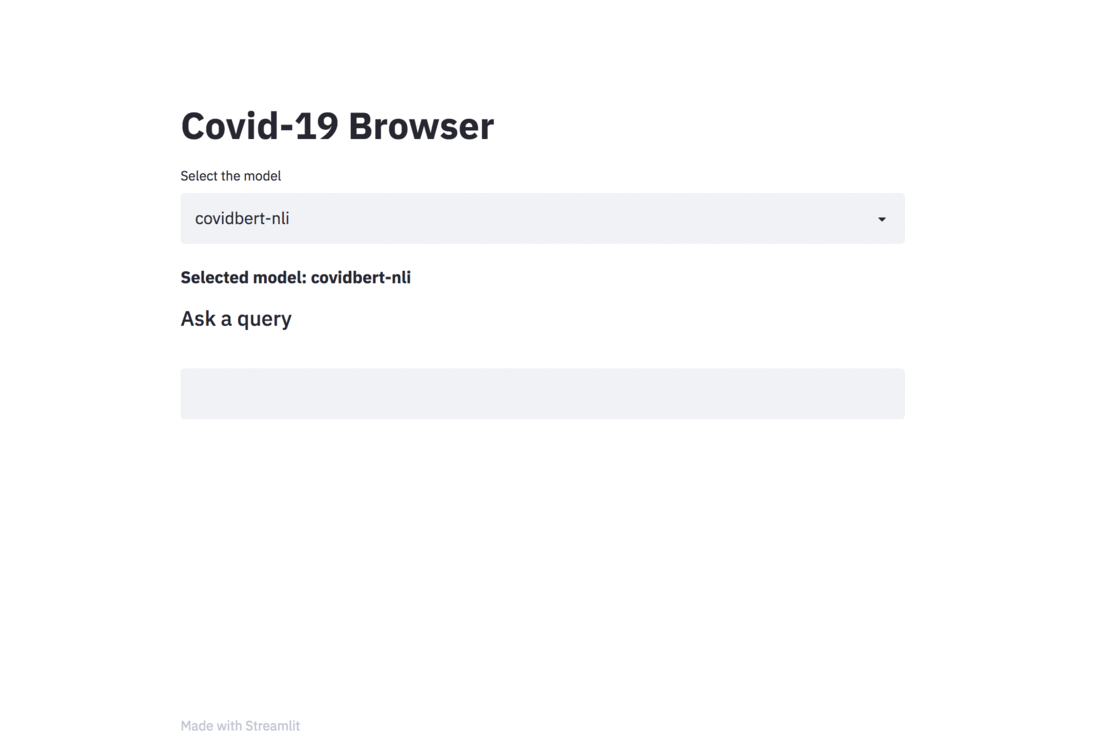 Covid-19 Browser
Select the model
covidbert-nli
Selected model: covidbert-nli
Ask a query
Made with Streamlit